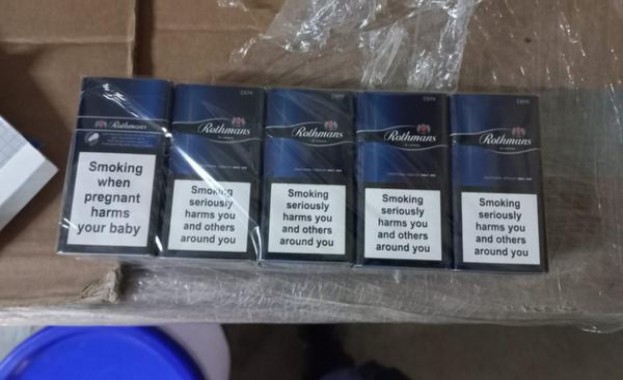 Rothmans
Smoking
when
pregnant
harms
your baby
Rothmans
Smoking
seriously
harms you
and others
around you
Rothmans
Smoking
seriously
harms you
and others
around you
Rothmans
Smoking
seriously
harms you
and others
around you
Rothmans
Smoking
seriously
harms you
and others
around you